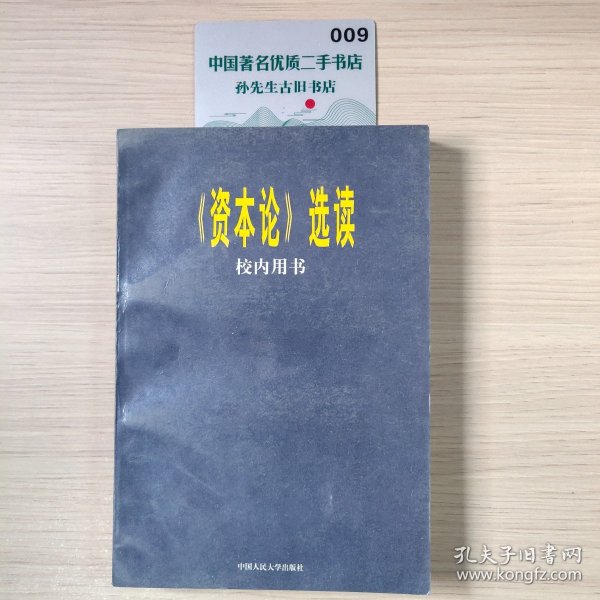 009
中国著名优质二手书店
孙先生古旧书店
《资本论》选读
校内用书
中国人民大学出版社
孔夫子旧书网
www.kongfz.com